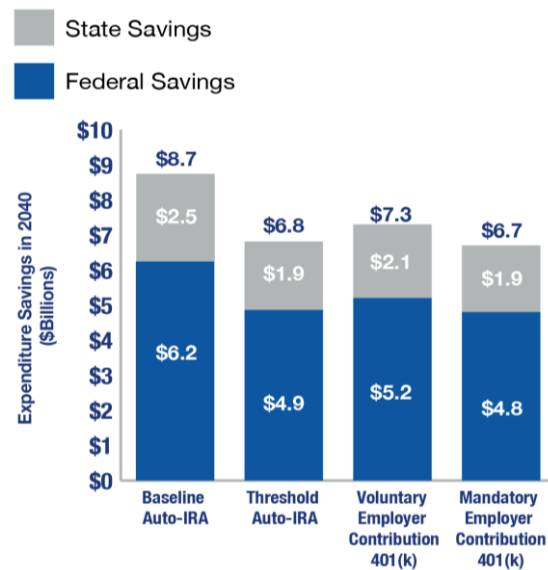 State Savings
Federal Savings
Expenditure Savings in 2040
($Billions)
$10
$9
$8
$7
$6
$5
$4
$3
$2
$1
$0
$8.7
$2.5
$6.2
$6.8
$1.9
$4.9
$7.3
$2.1
$5.2
$6.7
$1.9
$4.8
Baseline
Auto-IRA
Threshold
Auto-IRA
Voluntary
Employer
Contribution
401(k)
Mandatory
Employer
Contribution
401(k)